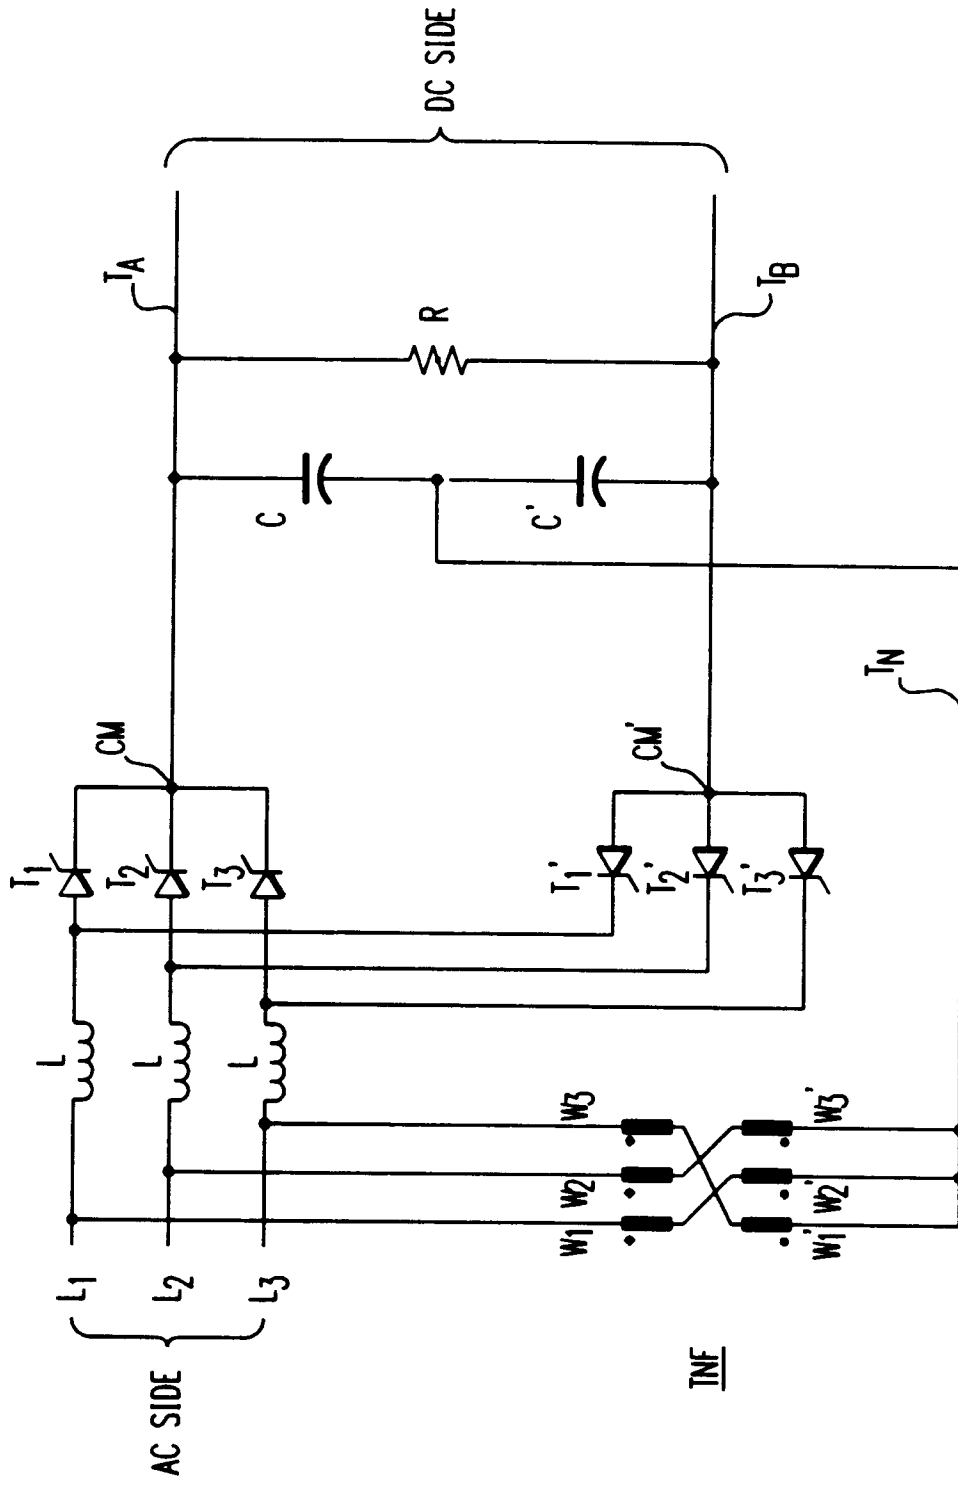 AC SIDE
L1
L2
L3
L
L
L
T1
T2
T3
CM
TA
DC SIDE
C
R
C'
TB
T1'
T2'
T3'
CM'
TN
W1
W2
W3
W1'
W2'
W3'
TNF